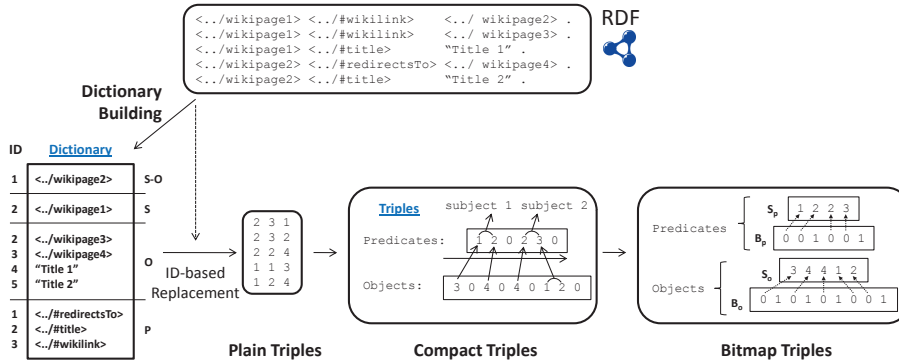 <../wikipage1> <../#wikilink> <../ wikipage2> .
<../wikipage1> <../#wikilink> <../ wikipage3> .
<../wikipage1> <../#title> “Title 1” .
<../wikipage2> <../#redirectsTo> <../ wikipage4> .
<../wikipage2> <../#title> “Title 2” .
RDF
Dictionary
Building
ID Dictionary
1 <../wikipage2> S-O
2 <../wikipage1> S
2 <../wikipage3>
3 <../wikipage4>
4 “Title 1”
5 “Title 2”
O
1 <../#redirectsTo>
2 <../#title> P
3 <../#wikilink>
ID-based
Replacement
2 3 1
2 3 2
2 2 4
1 1 3
1 2 4
Plain Triples
Triples subject 1 subject 2
Predicates: 1 2 0 2 3 0
Objects: 3 0 4 0 4 0 1 2 0
Compact Triples
Predicates
Sp 1 2 2 3
Bp 0 0 1 0 0 1
Objects
So 3 4 4 1 2
Bo 0 1 0 1 0 1 0 0 1
Bitmap Triples